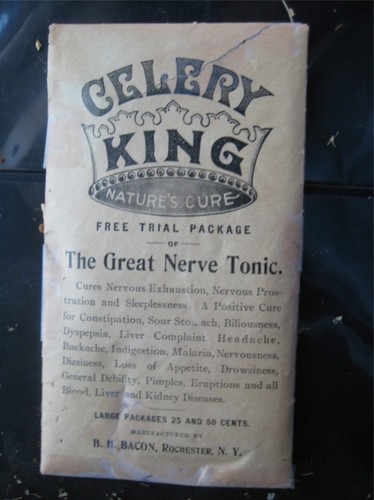 CELERY
KING
NATURE'S CURE
FREE TRIAL PACKAGE
OF
The Great Nerve Tonic.
Cures Nervous Exhaustion, Nervous Pros-
tration and Sleeplessness. A Positive Cure
for Constipation, Sour Stomach, Biliousness,
Dyspepsia, Liver Complaint Headache,
Backache, Indigestion, Malaria, Nervousness,
Dizziness, Loss of Appetite, Drowsiness,
General Debility, Pimples, Eruptions and all
Blood, Liver and Kidney Diseases.
LARGE PACKAGES 25 AND 50 CENTS.
MANUFACTURED BY
B. H. BACON, ROCHESTER, N. Y.